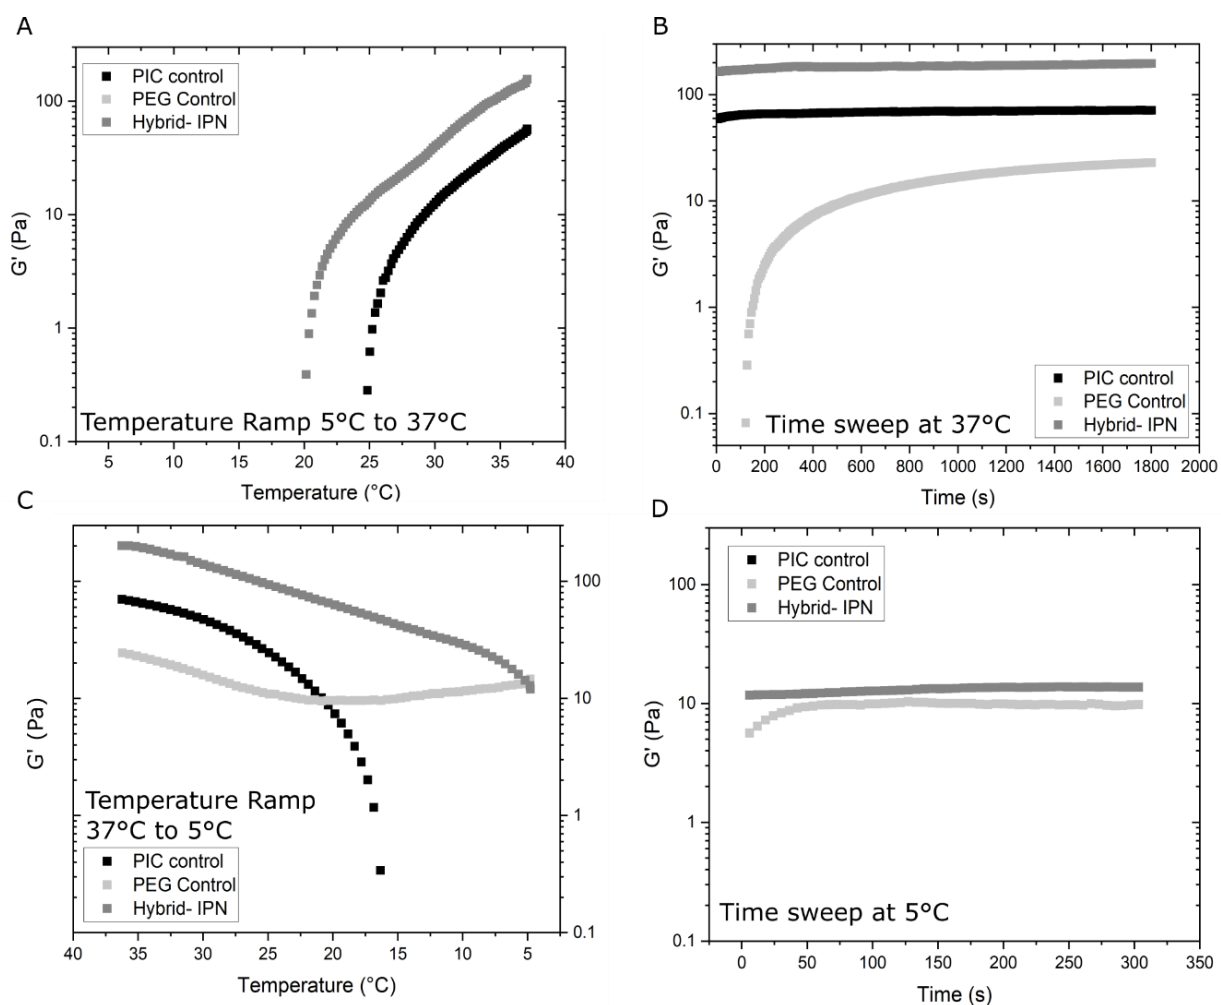 A
PIC control
PEG Control
Hybrid- IPN
100
10
1
0.1
G' (Pa)
Temperature Ramp 5°C to 37°C
5 10 15 20 25 30 35 40
Temperature (°C)
B
100
10
1
0.1
G' (Pa)
PIC control
PEG Control
Hybrid- IPN
Time sweep at 37°C
0 200 400 600 800 1000 1200 1400 1600 1800 2000
Time (s)
C
G' (Pa)
100
10
1
0.1
Temperature Ramp
37°C to 5°C
PIC control
PEG Control
Hybrid- IPN
40 35 30 25 20 15 10 5
Temperature (°C)
D
PIC control
PEG Control
Hybrid- IPN
100
10
1
0.1
G' (Pa)
Time sweep at 5°C
0 50 100 150 200 250 300 350
Time (s)